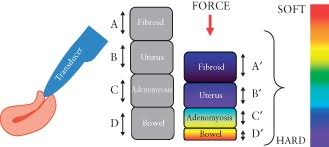 Transducer
A
B
C
D
Fibroid
Uterus
Adenomyosis
Bowel
FORCE
Fibroid
Uterus
Adenomyosis
Bowel
A'
B'
C'
D'
SOFT
HARD